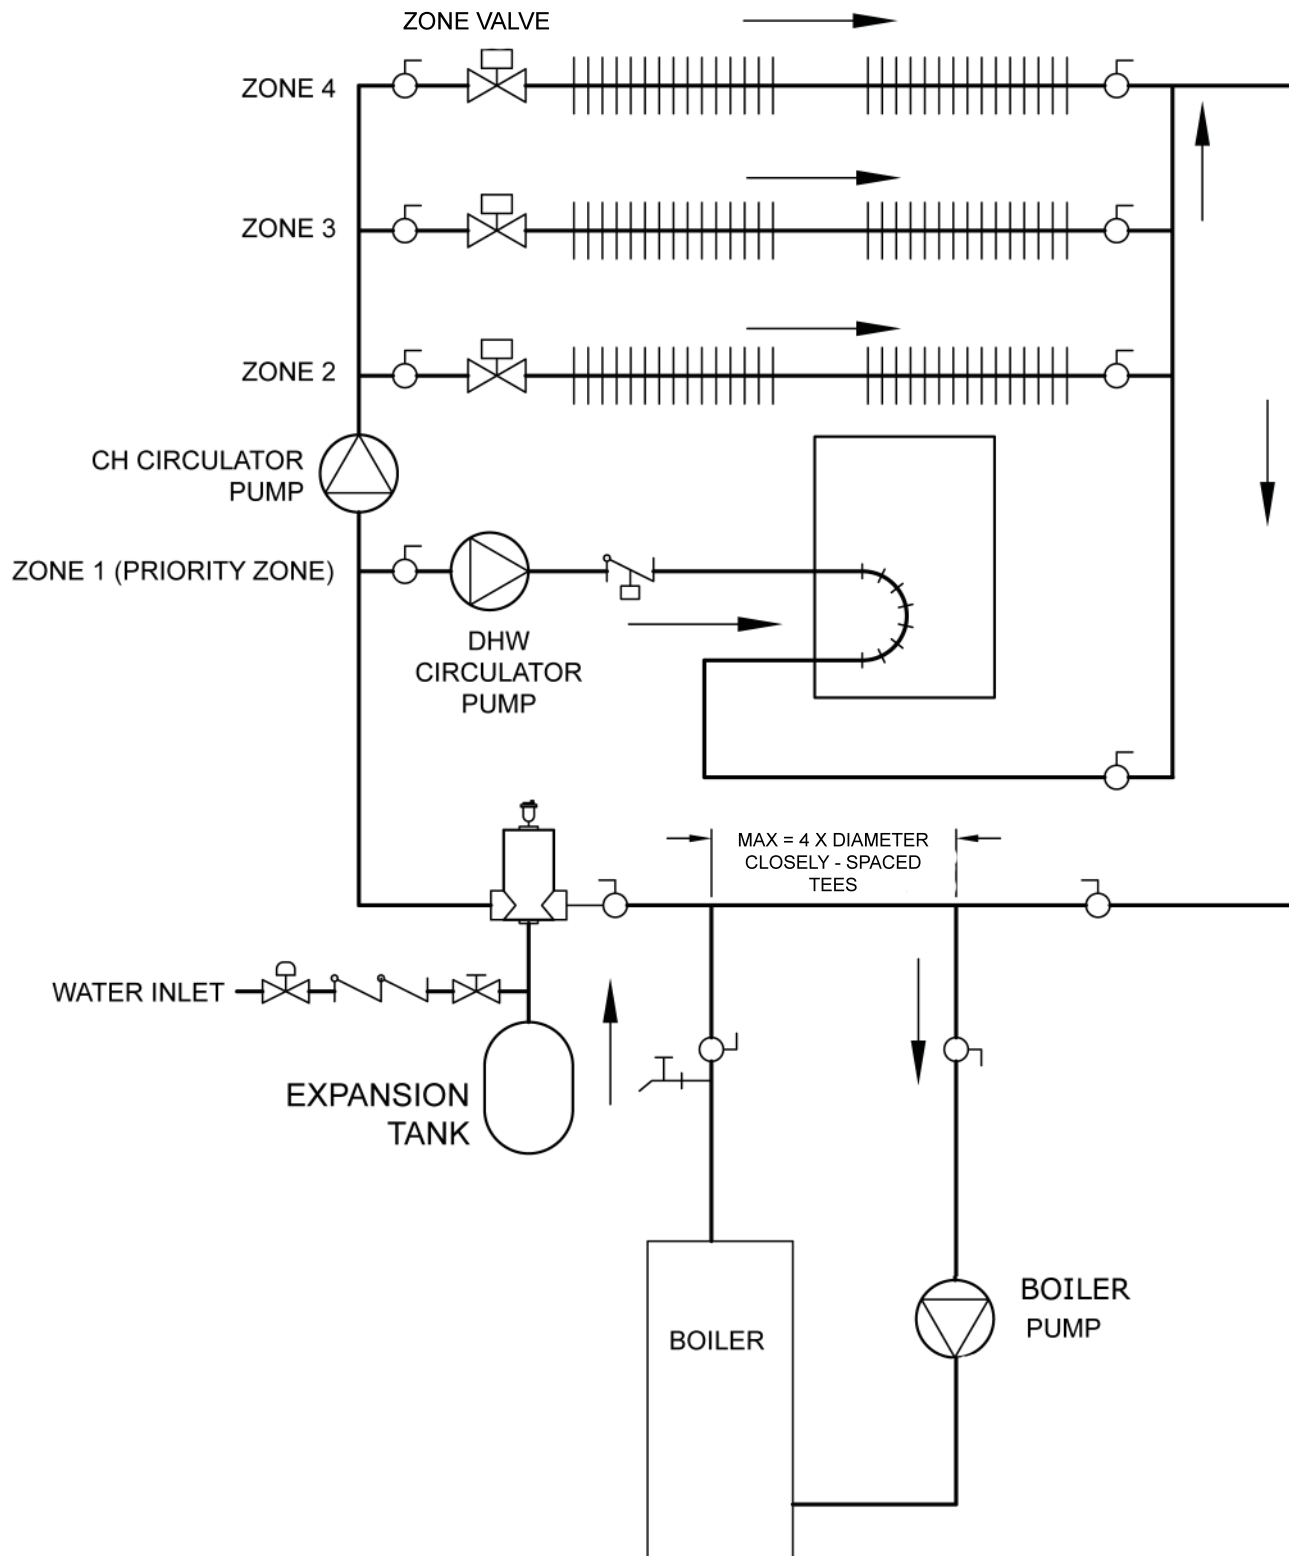 ZONE VALVE
ZONE 4
ZONE 3
ZONE 2
CH CIRCULATOR
PUMP
ZONE 1 (PRIORITY ZONE)
DHW
CIRCULATOR
PUMP
MAX = 4 X DIAMETER
CLOSELY - SPACED
TEES
WATER INLET
EXPANSION
TANK
BOILER
BOILER
PUMP